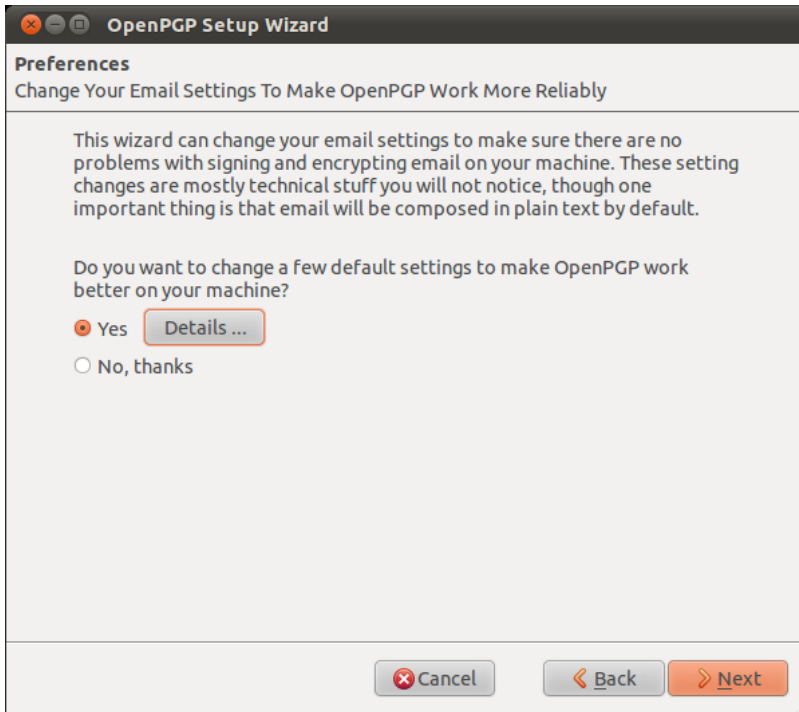 OpenPGP Setup Wizard
Preferences
Change Your Email Settings To Make OpenPGP Work More Reliably
This wizard can change your email settings to make sure there are no
problems with signing and encrypting email on your machine. These setting
changes are mostly technical stuff you will not notice, though one
important thing is that email will be composed in plain text by default.
Do you want to change a few default settings to make OpenPGP work
better on your machine?
Yes Details ...
No, thanks
Cancel Back Next